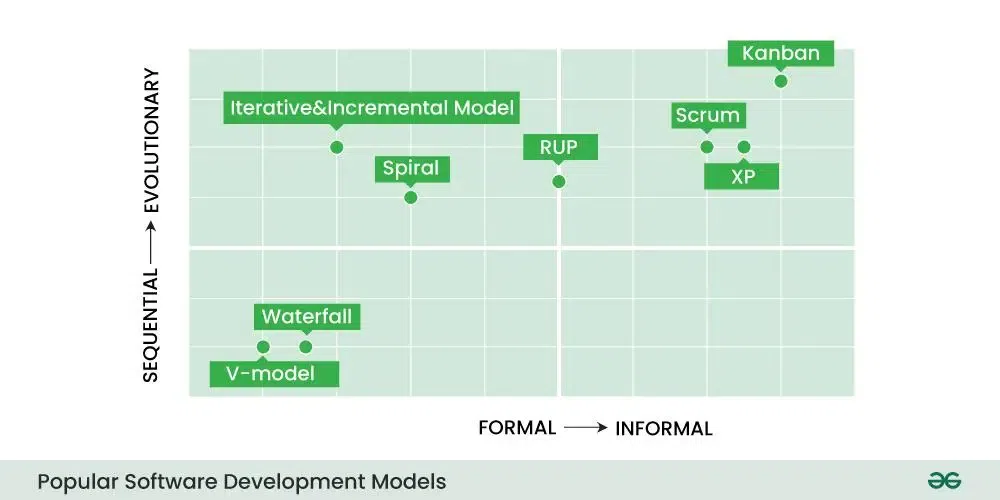 Kanban
Iterative&Incremental Model
Scrum
RUP
Spiral
XP
Waterfall
V-model
SEQUENTIAL → EVOLUTIONARY
FORMAL → INFORMAL
Popular Software Development Models